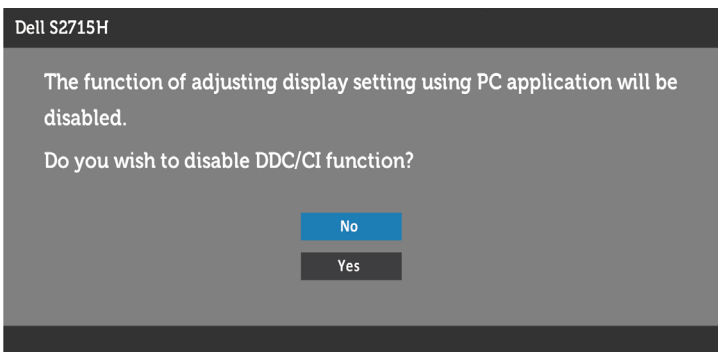 Dell S2715H
The function of adjusting display setting using PC application will be
disabled.
Do you wish to disable DDC/CI function?
No
Yes